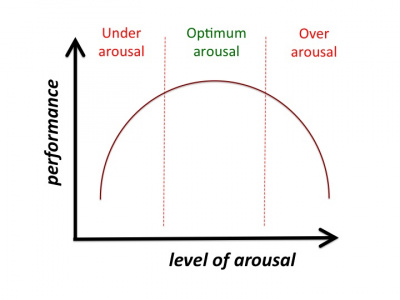 Under
arousal
Optimum
arousal
Over
arousal
performance
level of arousal